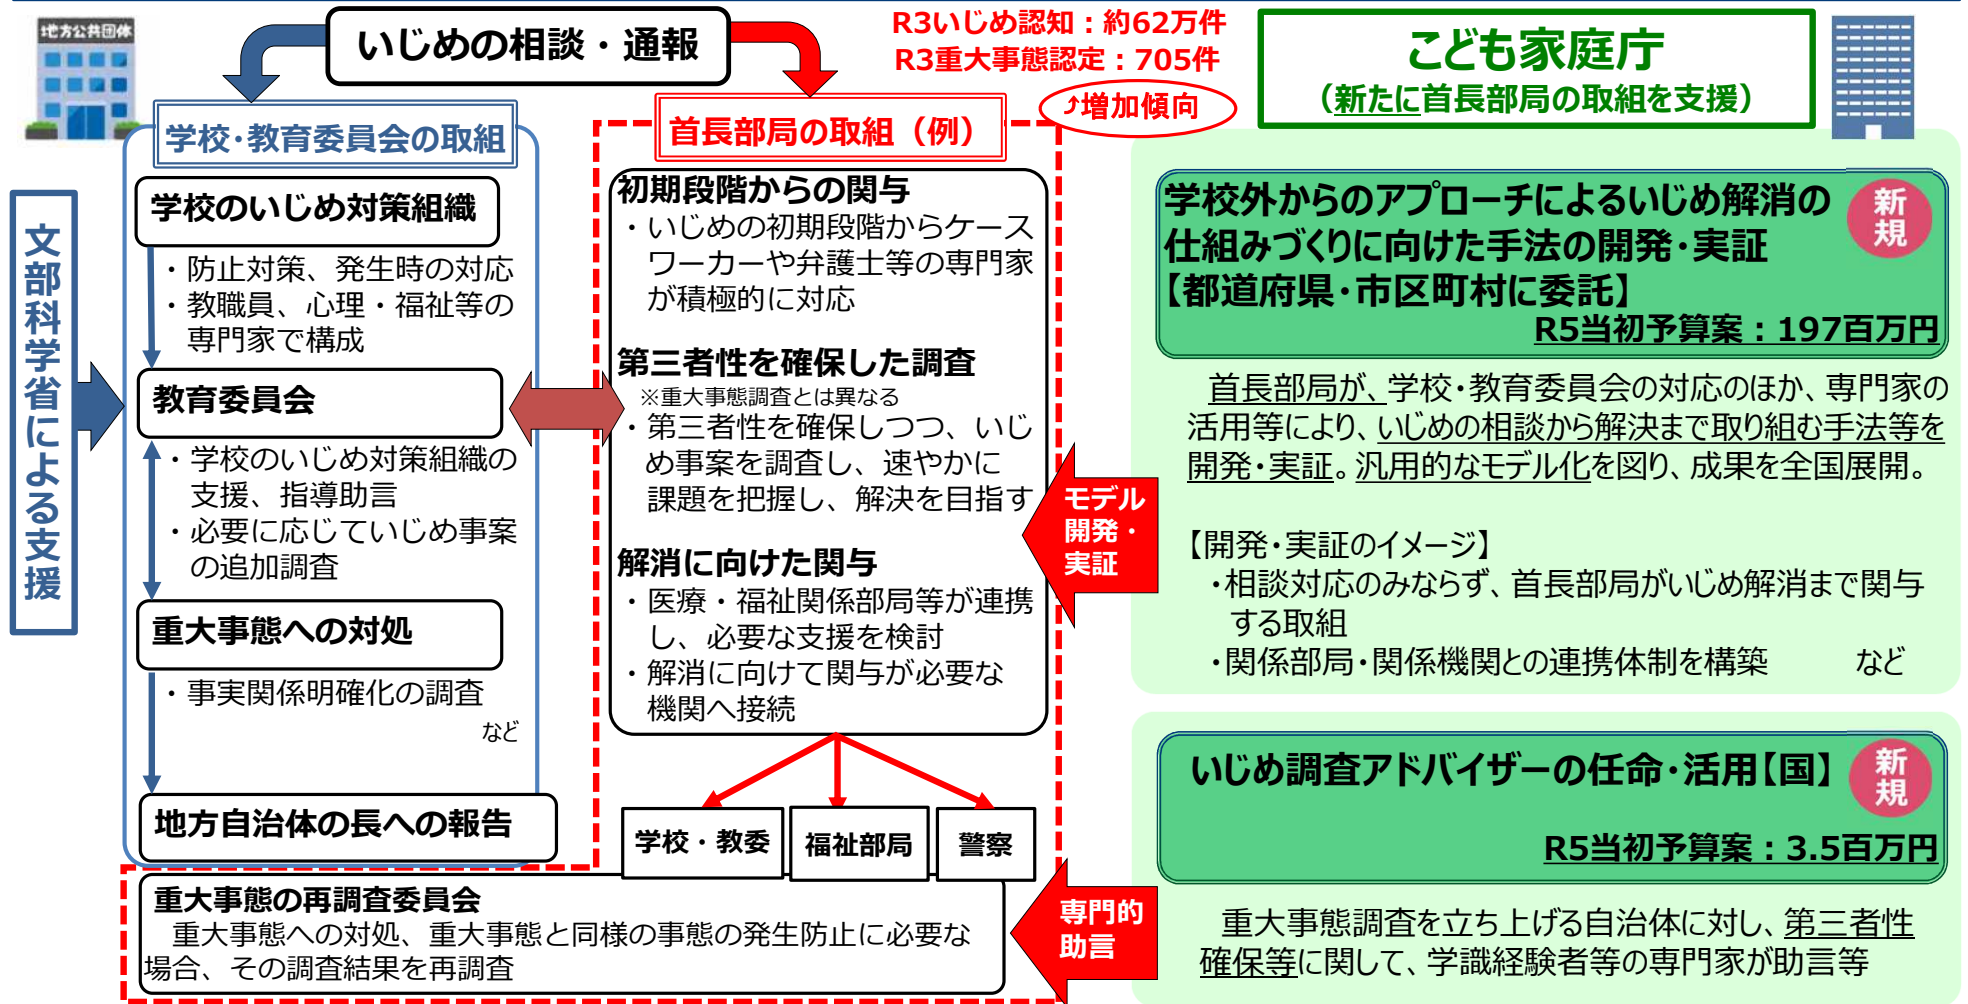 地方公共団体
いじめの相談・通報
R3いじめ認知：約62万件
R3重大事態認定：705件
⤴増加傾向
こども家庭庁
（新たに首長部局の取組を支援）
文部科学省による支援
学校・教育委員会の取組
学校のいじめ対策組織
・防止対策、発生時の対応
・教職員、心理・福祉等の
専門家で構成
教育委員会
・学校のいじめ対策組織の
支援、指導助言
・必要に応じていじめ事案
の追加調査
重大事態への対処
・事実関係明確化の調査
など
地方自治体の長への報告
首長部局の取組（例）
初期段階からの関与
・いじめの初期段階からケース
ワーカーや弁護士等の専門家
が積極的に対応
第三者性を確保した調査
※重大事態調査とは異なる
・第三者性を確保しつつ、いじ
め事案を調査し、速やかに
課題を把握し、解決を目指す
解消に向けた関与
・医療・福祉関係部局等が連携
し、必要な支援を検討
・解消に向けて関与が必要な
機関へ接続
学校・教委
福祉部局
警察
重大事態の再調査委員会
重大事態への対処、重大事態と同様の事態の発生防止に必要な
場合、その調査結果を再調査
モデル
開発・
実証
専門的
助言
学校外からのアプローチによるいじめ解消の
仕組みづくりに向けた手法の開発・実証
【都道府県・市区町村に委託】
新規
R5当初予算案：197百万円
首長部局が、学校・教育委員会の対応のほか、専門家の
活用等により、いじめの相談から解決まで取り組む手法等を
開発・実証。汎用的なモデル化を図り、成果を全国展開。
【開発・実証のイメージ】
・相談対応のみならず、首長部局がいじめ解消まで関与
する取組
・関係部局・関係機関との連携体制を構築 など
いじめ調査アドバイザーの任命・活用【国】
新規
R5当初予算案：3.5百万円
重大事態調査を立ち上げる自治体に対し、第三者性
確保等に関して、学識経験者等の専門家が助言等